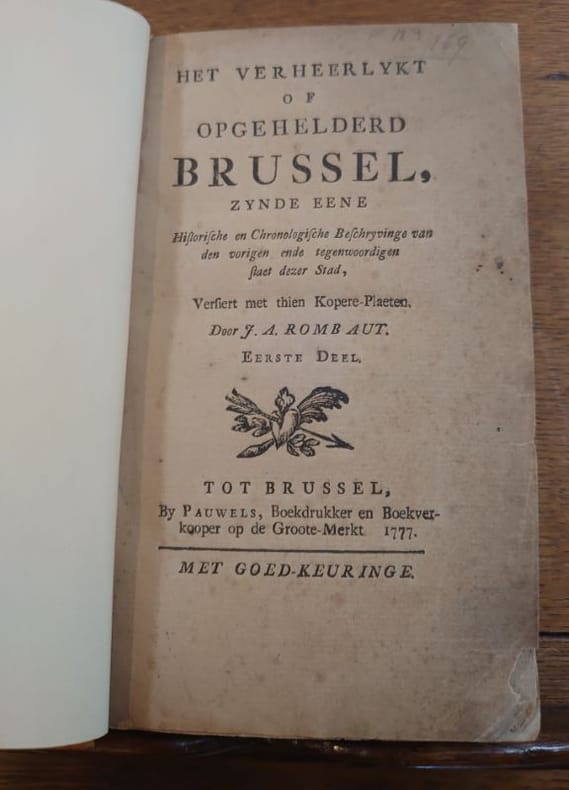 169
HET VERHEERLYKT
OF
OPGEHELDERD
BRUSSEL,
ZYNDE EENE
Hiſtoriſche en Chronologiſche Beſchryvinge van
den vorigen ende tegenwoordigen
ſtaet dezer Stad,
Verſiert met thien Kopere-Plaeten.
Door J. A. ROMBAUT.
EERSTE DEEL.
TOT BRUSSEL,
By PAUWELS, Boekdrukker en Boekver-
kooper op de Groote-Merkt 1777.
MET GOED-KEURINGE.